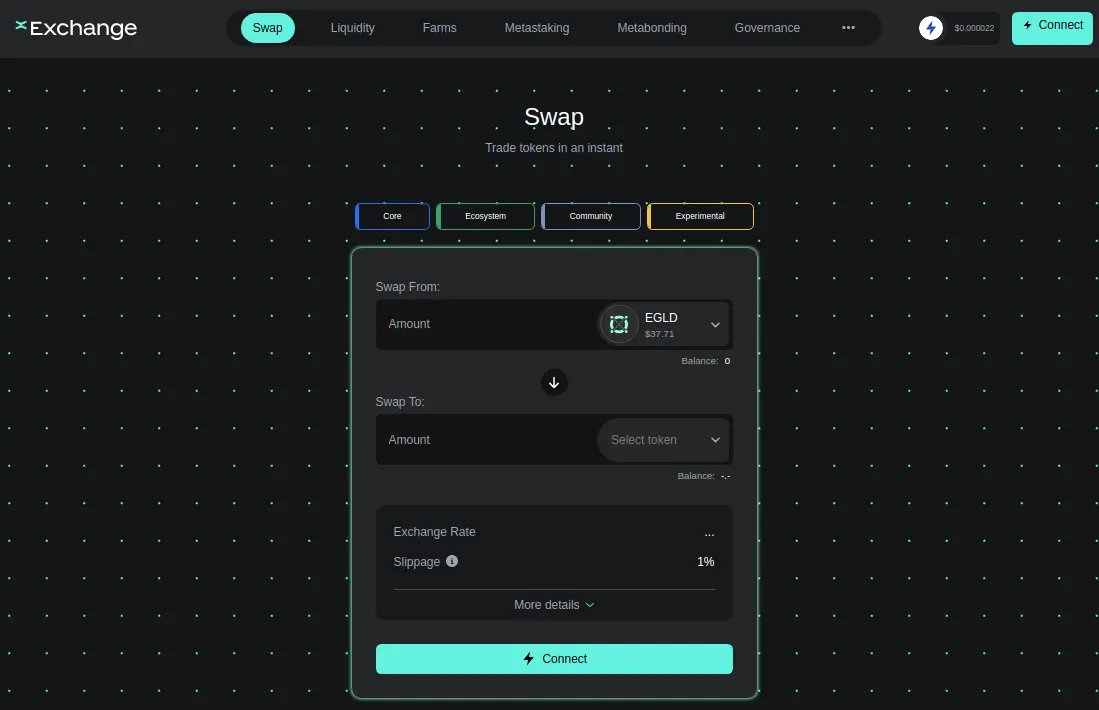 xExchange
Swap
Liquidity
Farms
Metastaking
Metabonding
Governance
•••
$0.000022
Connect
Swap
Trade tokens in an instant
Core
Ecosystem
Community
Experimental
Swap From:
Amount
EGLD
$37.71
Balance: 0
Swap To:
Amount
Select token
Balance: -.-
Exchange Rate ...
Slippage 1%
More details
Connect